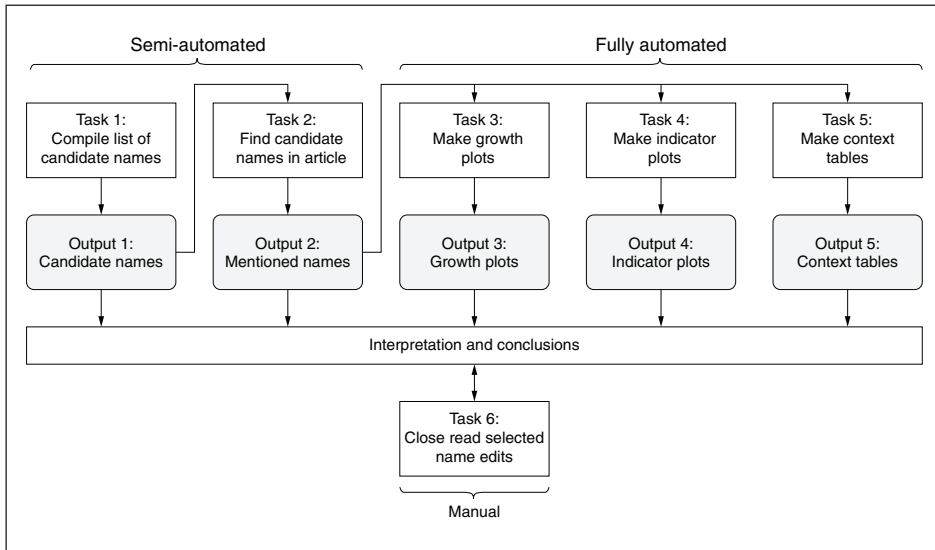 Semi-automated
Fully automated
Task 1:
Compile list of
candidate names
Task 2:
Find candidate
names in article
Task 3:
Make growth
plots
Task 4:
Make indicator
plots
Task 5:
Make context
tables
Output 1:
Candidate names
Output 2:
Mentioned names
Output 3:
Growth plots
Output 4:
Indicator plots
Output 5:
Context tables
Interpretation and conclusions
Task 6:
Close read selected
name edits
Manual